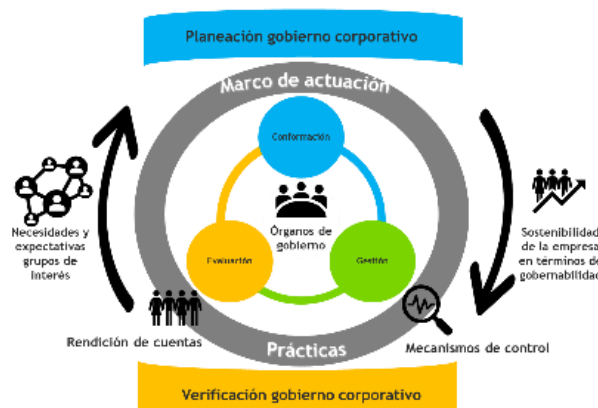 Planeación gobierno corporativo
Marco de actuación
Conformación
Órganos de
gobierno
Evaluación
Gestión
Necesidades y
expectativas
grupos de
interés
Sostenibilidad
de la empresa
en términos de
gobernabilidad
Rendición de cuentas
Mecanismos de control
Prácticas
Verificación gobierno corporativo